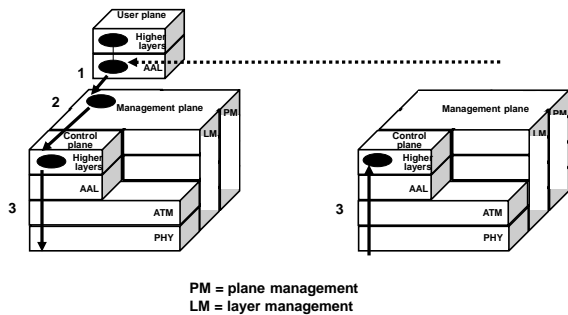 User plane
Higher
layers
AAL
1
2
Management plane
PM
LM
Control
plane
Higher
layers
AAL
3
ATM
PHY
Management plane
PM
LM
Control
plane
Higher
layers
AAL
3
ATM
PHY
PM = plane management
LM = layer management